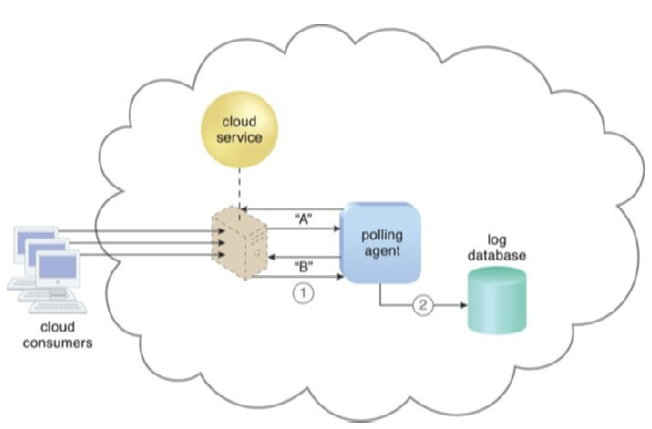 cloud
service
"A"
polling
agent
"B"
1
log
database
2
cloud
consumers